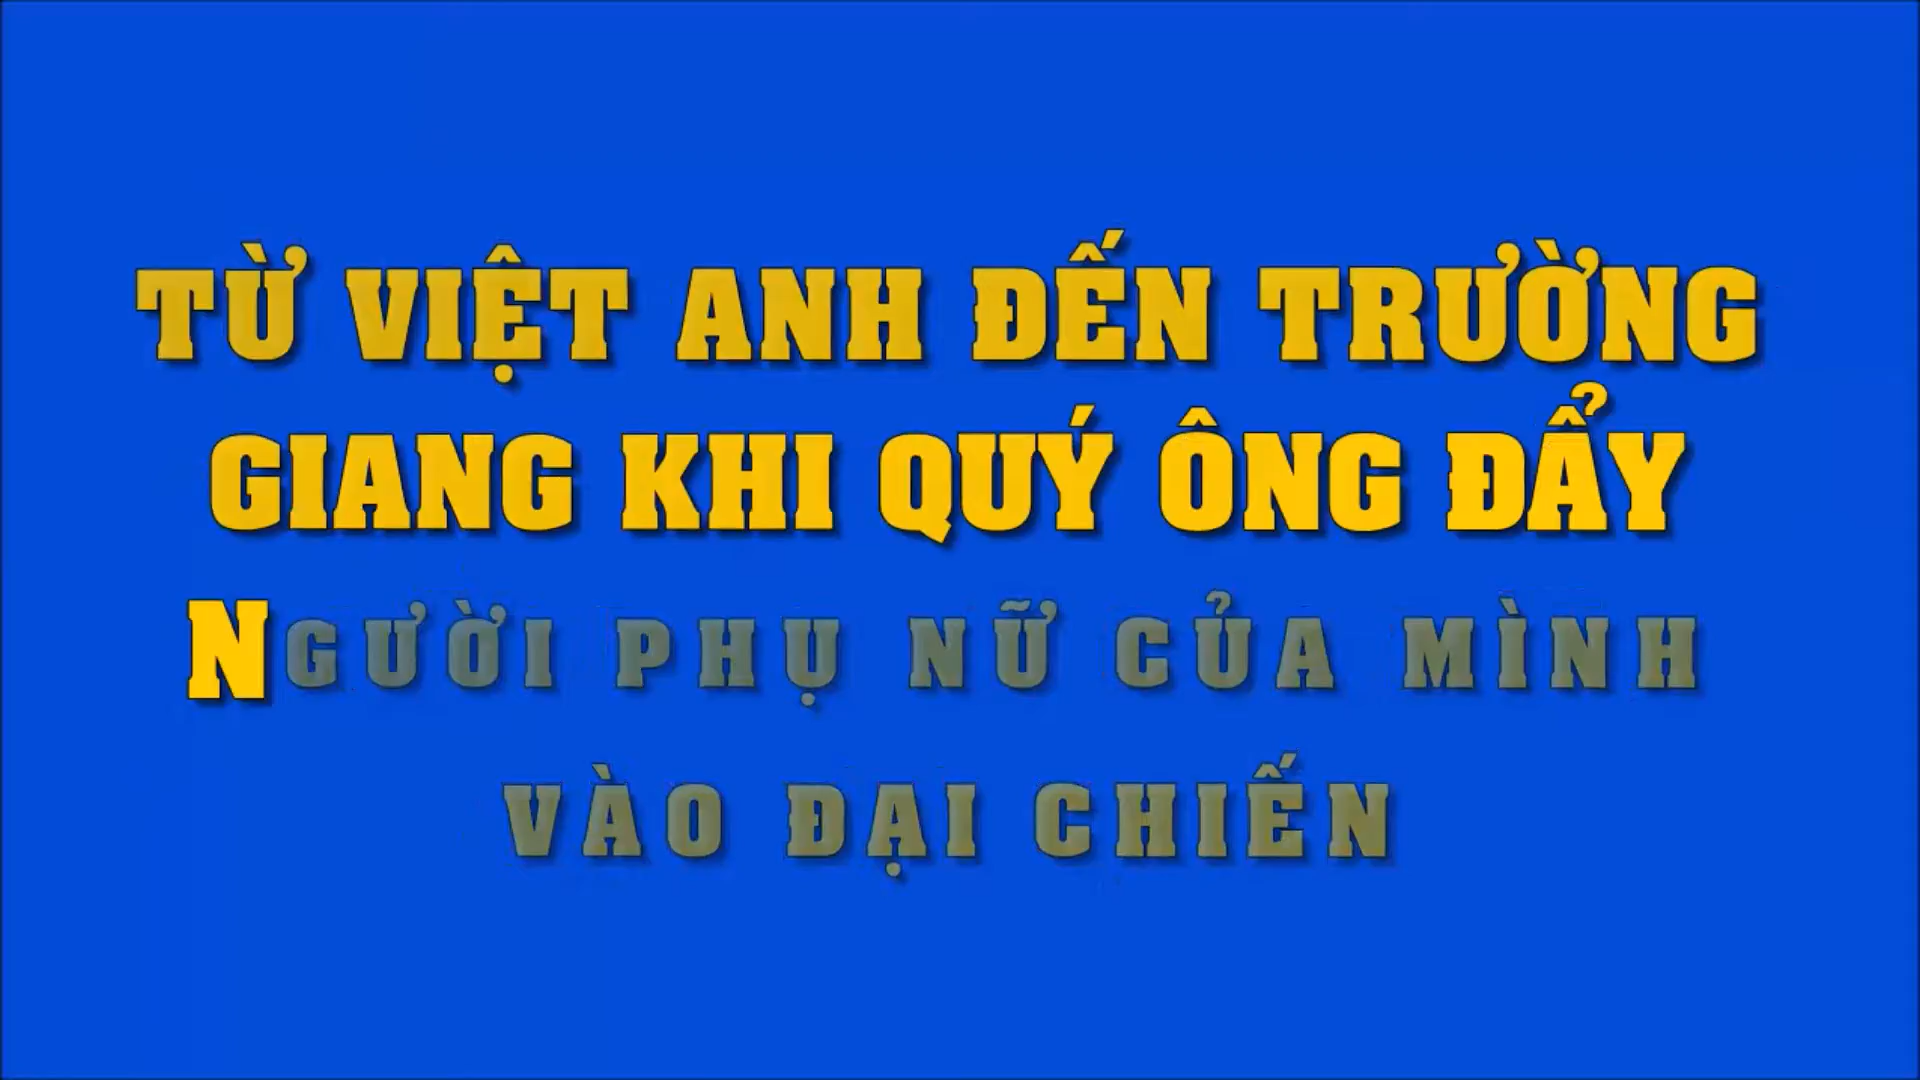 TỪ VIỆT ANH ĐẾN TRƯỜNG
GIANG KHI QUÝ ÔNG ĐẨY
NGƯỜI PHỤ NỮ CỦA MÌNH
VÀO ĐẠI CHIẾN